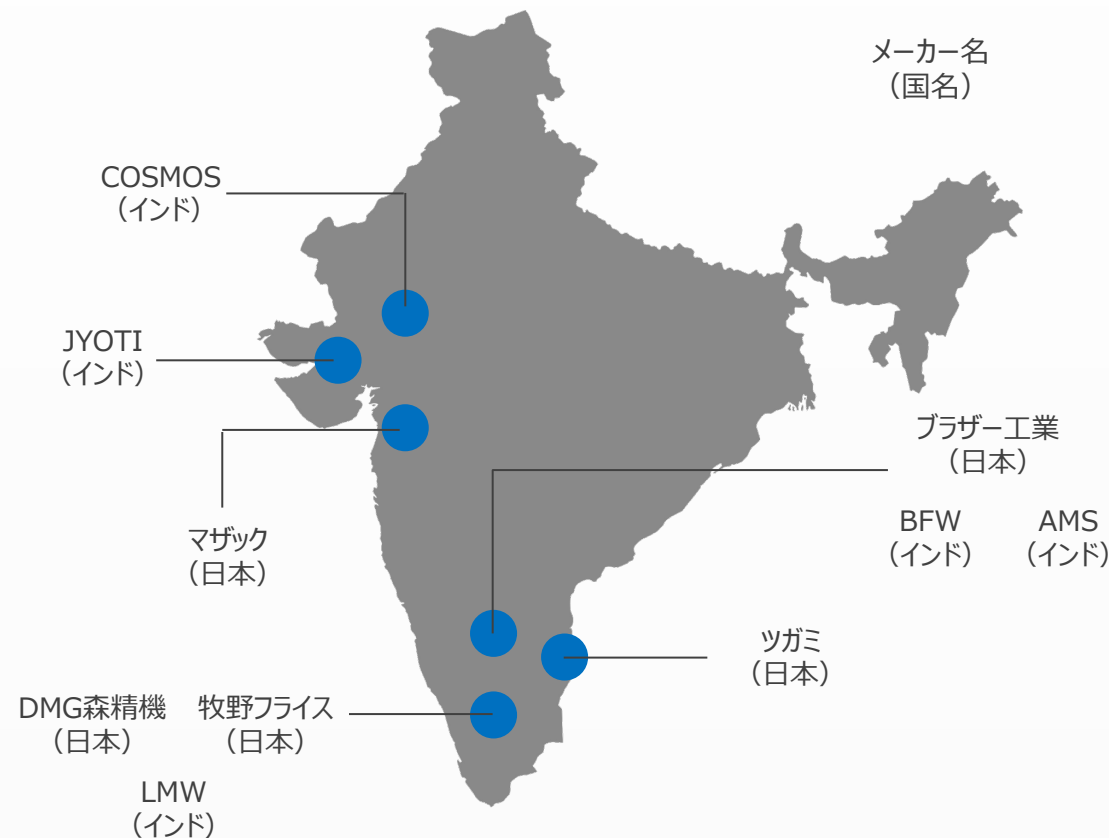 メーカー名
（国名）
COSMOS
（インド）
JYOTI
（インド）
マザック
（日本）
ブラザー工業
（日本）
BFW
（インド）
AMS
（インド）
ツガミ
（日本）
DMG森精機
（日本）
牧野フライス
（日本）
LMW
（インド）